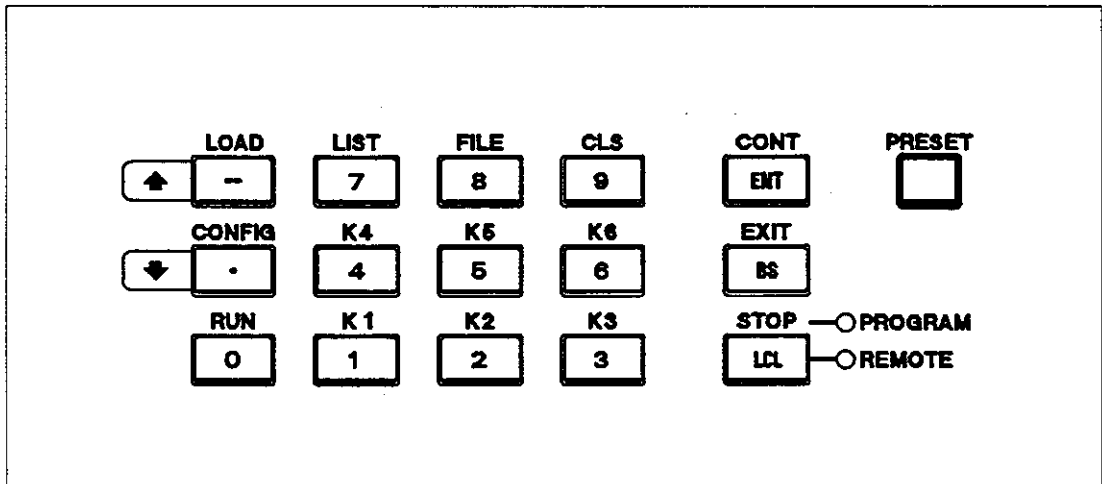 LOAD LIST FILE CLS CONT PRESET
- 7 8 9 ENT
CONFIG K4 K5 K6 EXIT
· 4 5 6 BS
RUN K1 K2 K3 STOP PROGRAM
0 1 2 3 LCL REMOTE